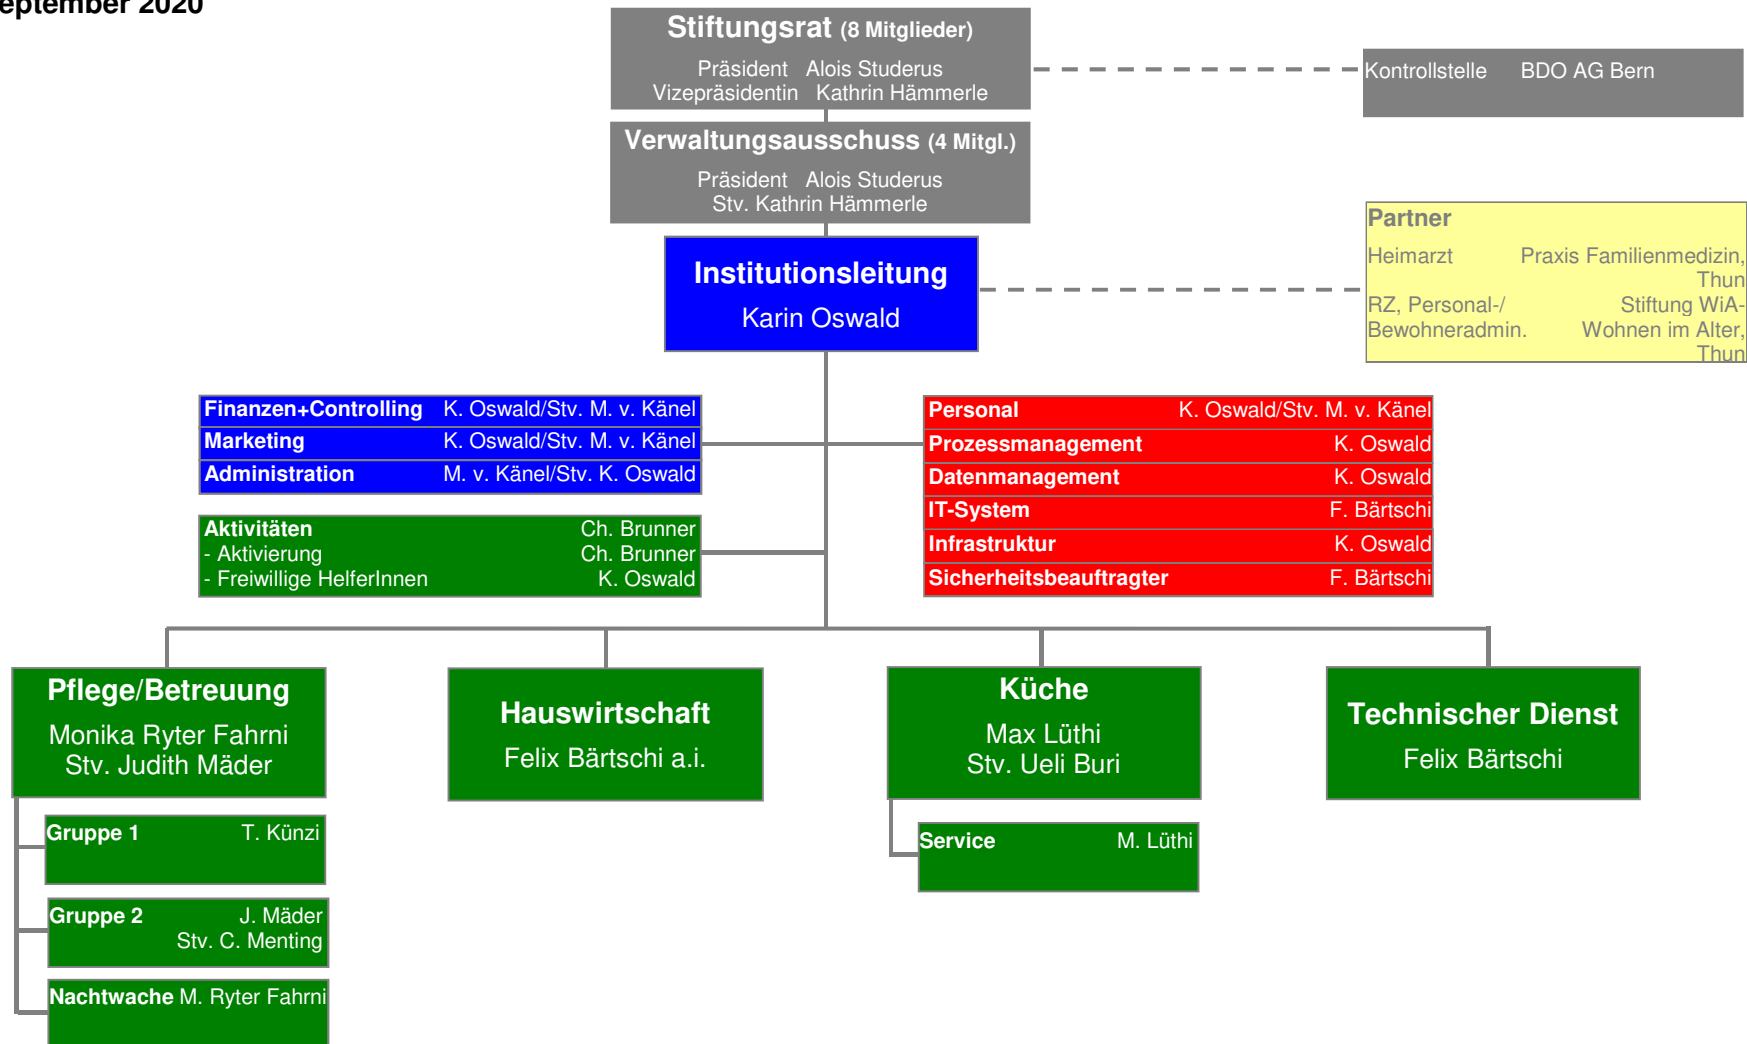 eptember 2020
Stiftungsrat (8 Mitglieder)
Präsident Alois Studerus
Vizepräsidentin Kathrin Hämmerle
Kontrollstelle BDO AG Bern
Verwaltungsausschuss (4 Mitgl.)
Präsident Alois Studerus
Stv. Kathrin Hämmerle
Partner
Heimarzt Praxis Familienmedizin,
Thun
RZ, Personal-/ Stiftung WiA-
Bewohneradmin. Wohnen im Alter,
Thun
Institutionsleitung
Karin Oswald
Finanzen+Controlling K. Oswald/Stv. M. v. Känel
Marketing K. Oswald/Stv. M. v. Känel
Administration M. v. Känel/Stv. K. Oswald
Personal K. Oswald/Stv. M. v. Känel
Prozessmanagement K. Oswald
Datenmanagement K. Oswald
IT-System F. Bärtschi
Infrastruktur K. Oswald
Sicherheitsbeauftragter F. Bärtschi
Aktivitäten Ch. Brunner
- Aktivierung Ch. Brunner
- Freiwillige HelferInnen K. Oswald
Pflege/Betreuung
Monika Ryter Fahrni
Stv. Judith Mäder
Hauswirtschaft
Felix Bärtschi a.i.
Küche
Max Lüthi
Stv. Ueli Buri
Technischer Dienst
Felix Bärtschi
Gruppe 1 T. Künzi
Gruppe 2 J. Mäder
Stv. C. Menting
Nachtwache M. Ryter Fahrni
Service M. Lüthi